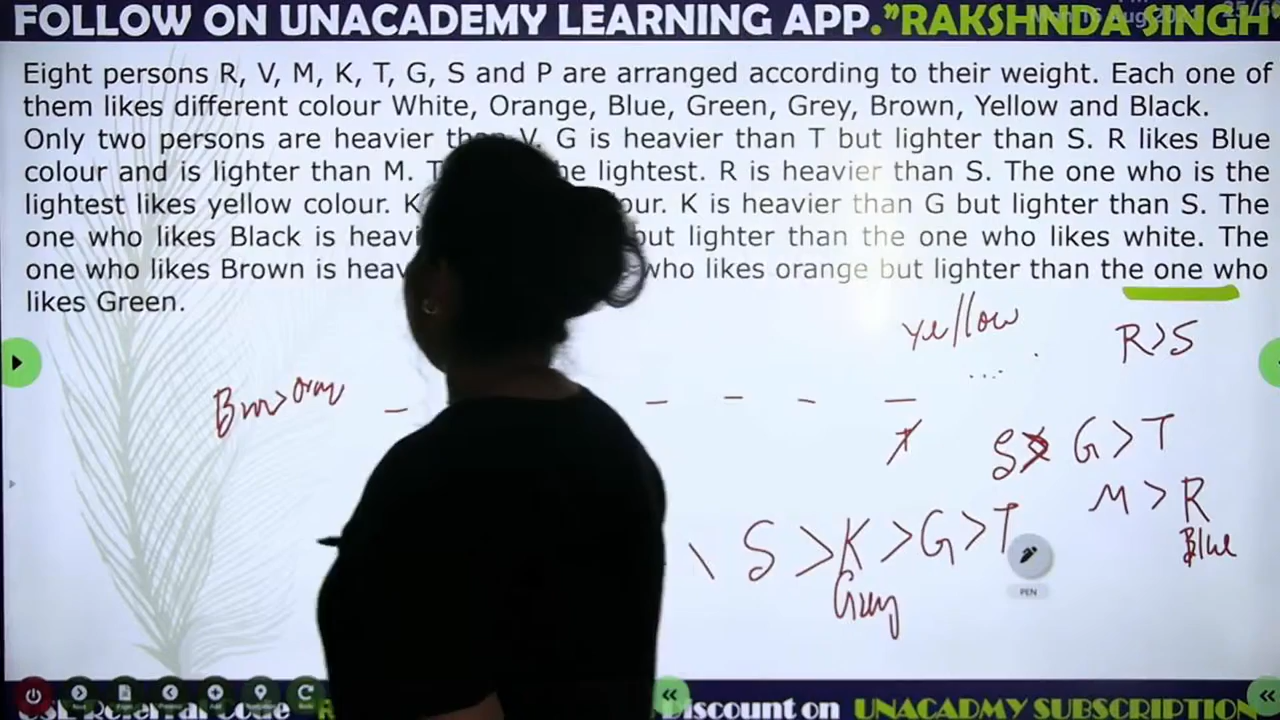 FOLLOW ON UNACADEMY LEARNING APP."RAKSHNDA SINGH
Eight persons R, V, M, K, T, G, S and P are arranged according to their weight. Each one of
them likes different colour White, Orange, Blue, Green, Grey, Brown, Yellow and Black.
Only two persons are heavier than V. G is heavier than T but lighter than S. R likes Blue
colour and is lighter than M. T the lightest. R is heavier than S. The one who is the
lightest likes yellow colour. K our. K is heavier than G but lighter than S. The
one who likes Black is heavi but lighter than the one who likes white. The
one who likes Brown is heav who likes orange but lighter than the one who
likes Green.
yellow
R>S
Brow>Oran
S G>T
T
M>R
Blue
\ S>K>G>T
Grey
PEN
Discount on UNACADMY SUBSCRIPTION